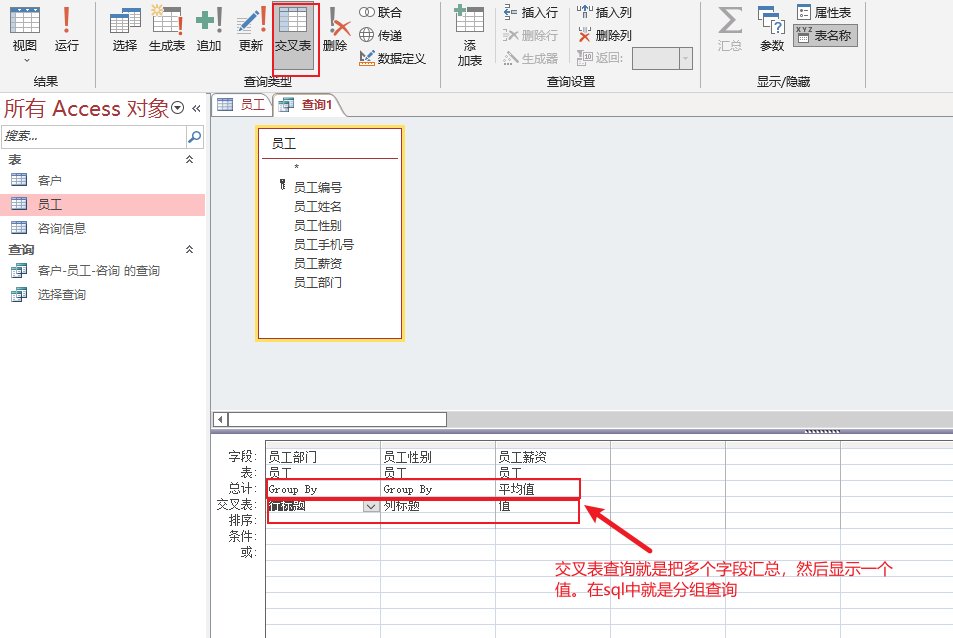 视图 运行 选择 生成表 追加 更新 交叉表 删除
联合
传递
数据定义
添加表
插入行
删除行
生成器
插入列
删除列
返回:
汇总 参数
属性表
表名称
结果 查询类型 查询设置 显示/隐藏
所有 Access 对象
搜索...
表
客户
员工
咨询信息
查询
客户-员工-咨询 的查询
选择查询
员工 查询1
员工
*
员工编号
员工姓名
员工性别
员工手机号
员工薪资
员工部门
字段: 员工部门 员工性别 员工薪资
表: 员工 员工 员工
总计: Group By Group By 平均值
交叉表: 行标题 列标题 值
排序:
条件:
或:
交叉表查询就是把多个字段汇总，然后显示一个
值。在sql中就是分组查询